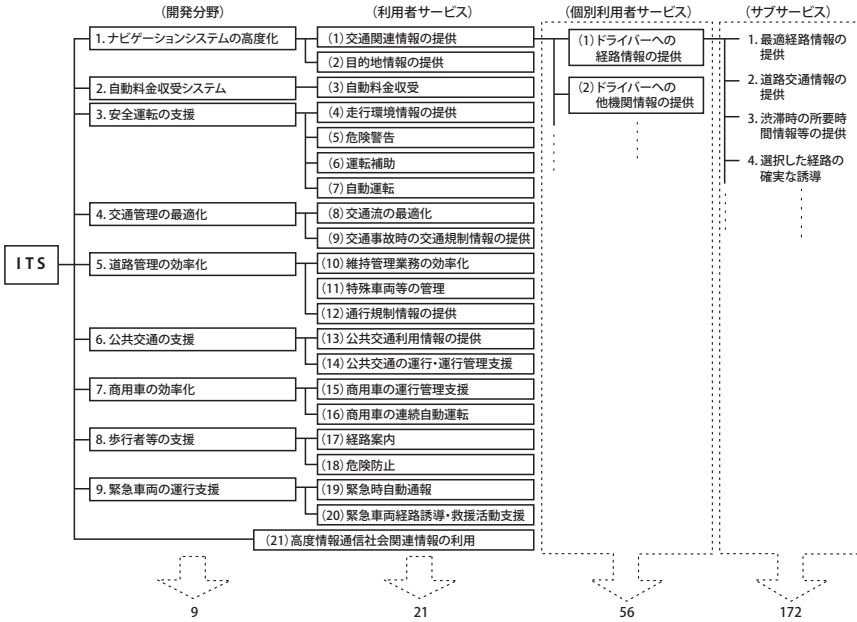 (開発分野)
(利用者サービス)
(個別利用者サービス)
(サブサービス)
ITS
1. ナビゲーションシステムの高度化
2. 自動料金収受システム
3. 安全運転の支援
4. 交通管理の最適化
5. 道路管理の効率化
6. 公共交通の支援
7. 商用車の効率化
8. 歩行者等の支援
9. 緊急車両の運行支援
(1) 交通関連情報の提供
(2) 目的地情報の提供
(3) 自動料金収受
(4) 走行環境情報の提供
(5) 危険警告
(6) 運転補助
(7) 自動運転
(8) 交通流の最適化
(9) 交通事故時の交通規制情報の提供
(10) 維持管理業務の効率化
(11) 特殊車両等の管理
(12) 通行規制情報の提供
(13) 公共交通利用情報の提供
(14) 公共交通の運行・運行管理支援
(15) 商用車の運行管理支援
(16) 商用車の連続自動運転
(17) 経路案内
(18) 危険防止
(19) 緊急時自動通報
(20) 緊急車両経路誘導・救援活動支援
(21) 高度情報通信社会関連情報の利用
(1) ドライバーへの
経路情報の提供
(2) ドライバーへの
他機関情報の提供
1. 最適経路情報の
提供
2. 道路交通情報の
提供
3. 渋滞時の所要時
間情報等の提供
4. 選択した経路の
確実な誘導
9
21
56
172